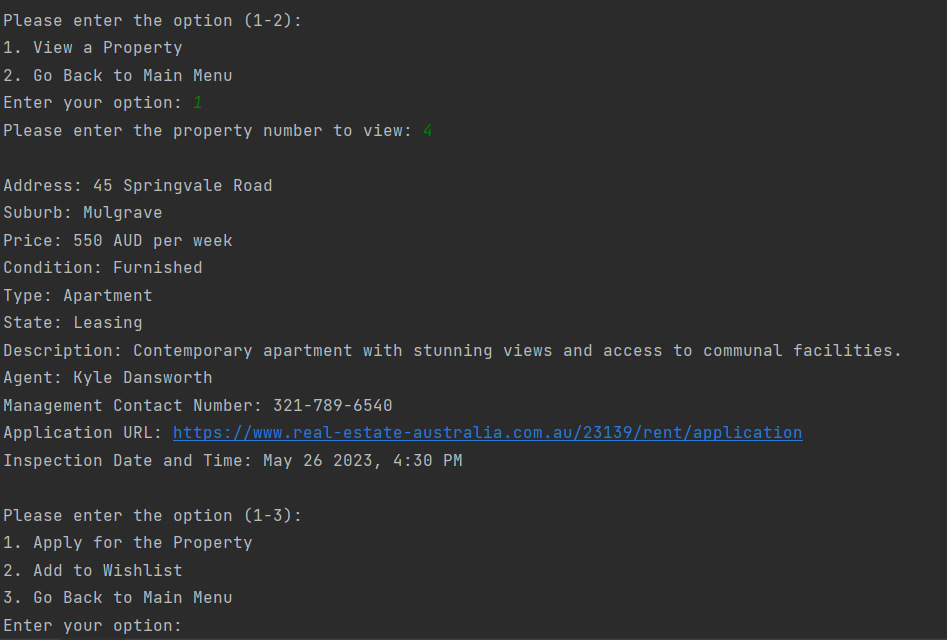 Please enter the option (1-2):
1. View a Property
2. Go Back to Main Menu
Enter your option: 1
Please enter the property number to view: 4
Address: 45 Springvale Road
Suburb: Mulgrave
Price: 550 AUD per week
Condition: Furnished
Type: Apartment
State: Leasing
Description: Contemporary apartment with stunning views and access to communal facilities.
Agent: Kyle Dansworth
Management Contact Number: 321-789-6540
Application URL: https://www.real-estate-australia.com.au/23139/rent/application
Inspection Date and Time: May 26 2023, 4:30 PM
Please enter the option (1-3):
1. Apply for the Property
2. Add to Wishlist
3. Go Back to Main Menu
Enter your option: